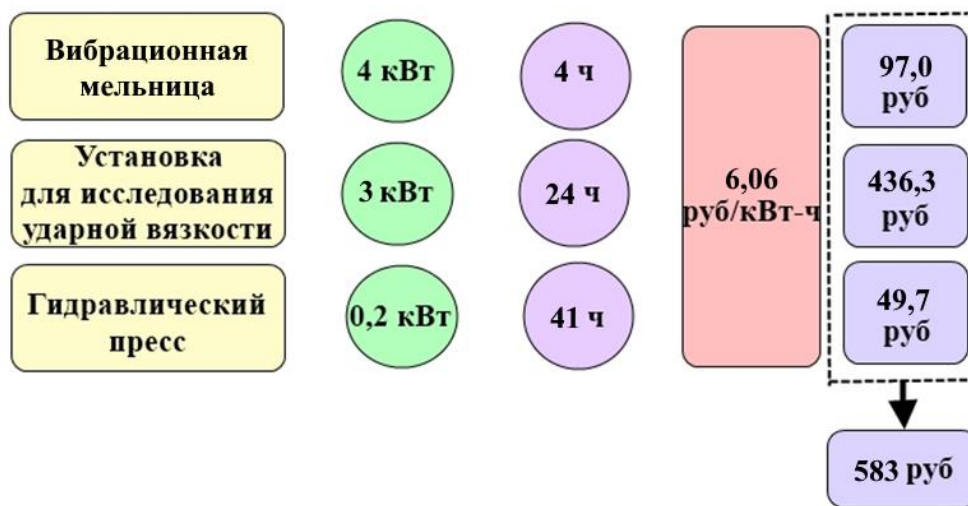 Вибрационная
мельница
4 кВт
4 ч
97,0
руб
Установка
для исследования
ударной вязкости
3 кВт
24 ч
6,06
руб/кВт-ч
436,3
руб
Гидравлический
пресс
0,2 кВт
41 ч
49,7
руб
583 руб